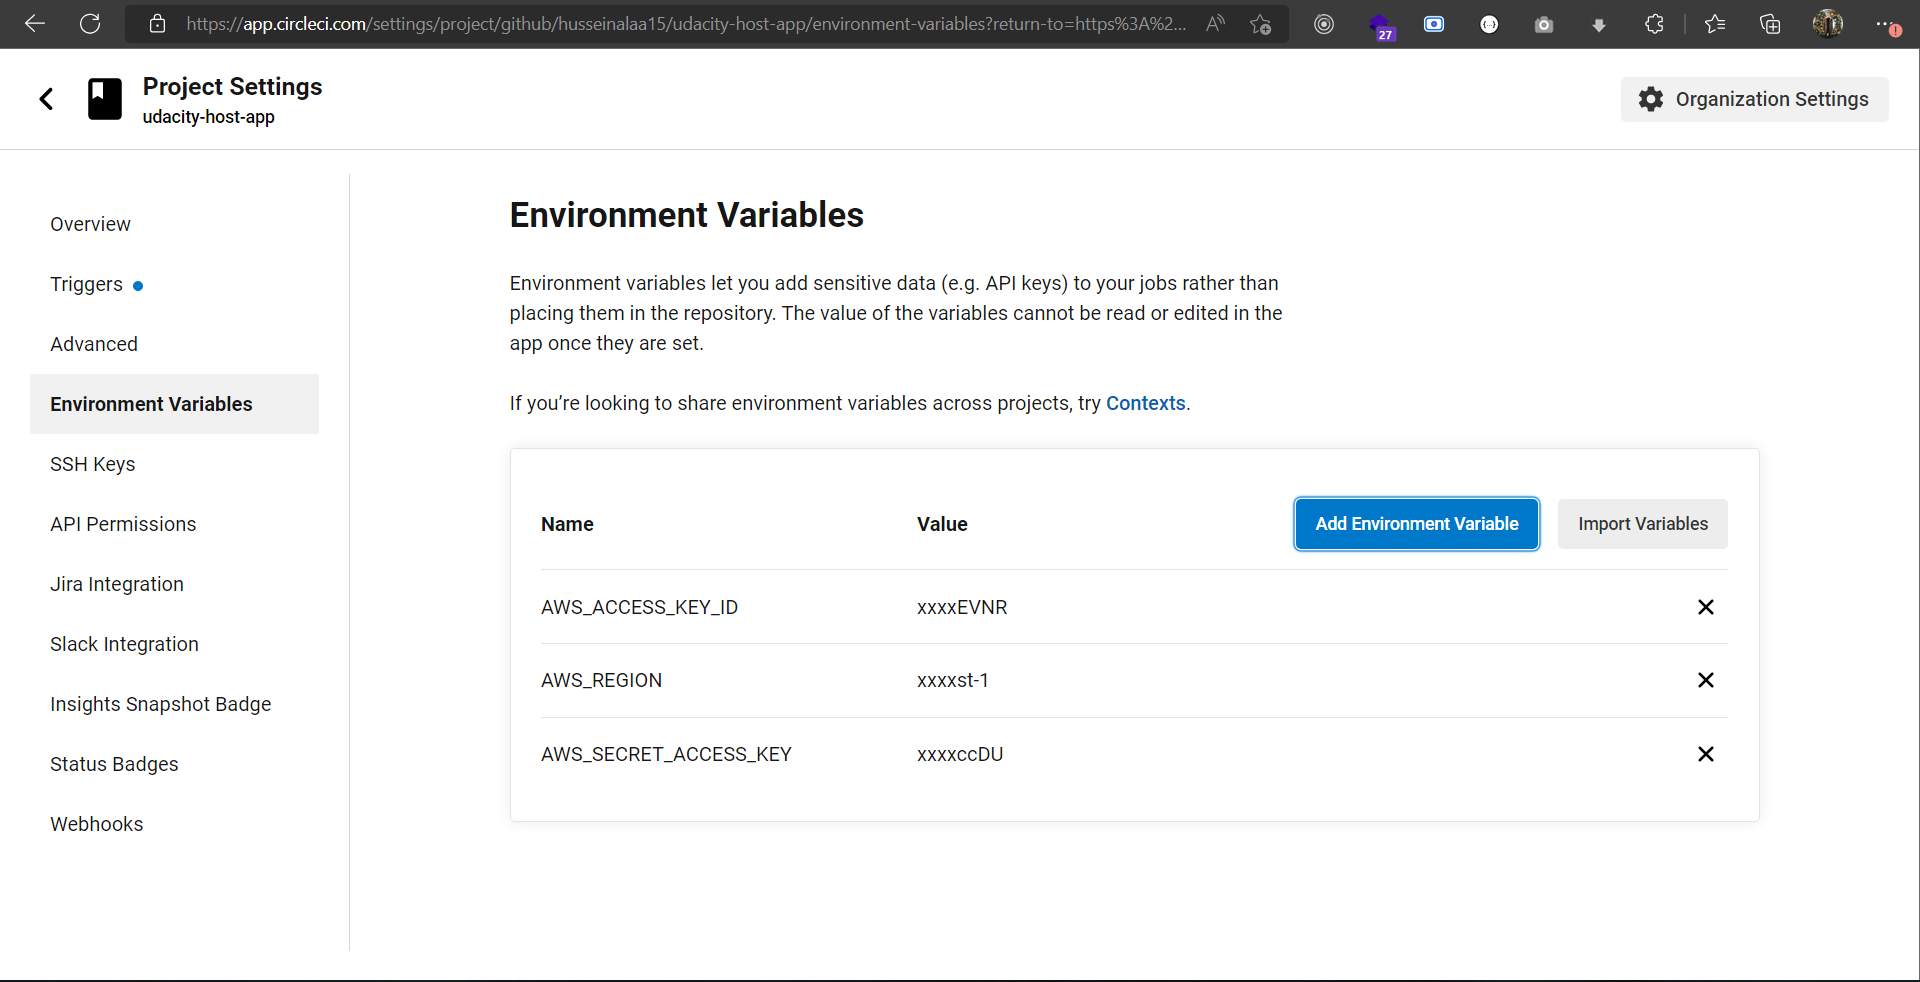 https://app.circleci.com/settings/project/github/husseinalaa15/udacity-host-app/environment-variables?return-to=https%3A%2...
27
Project Settings
udacity-host-app
Organization Settings
Overview
Triggers
Advanced
Environment Variables
SSH Keys
API Permissions
Jira Integration
Slack Integration
Insights Snapshot Badge
Status Badges
Webhooks
Environment Variables
Environment variables let you add sensitive data (e.g. API keys) to your jobs rather than
placing them in the repository. The value of the variables cannot be read or edited in the
app once they are set.
If you’re looking to share environment variables across projects, try Contexts.
Name Value Add Environment Variable Import Variables
AWS_ACCESS_KEY_ID xxxxEVNR
AWS_REGION xxxxst-1
AWS_SECRET_ACCESS_KEY xxxxccDU